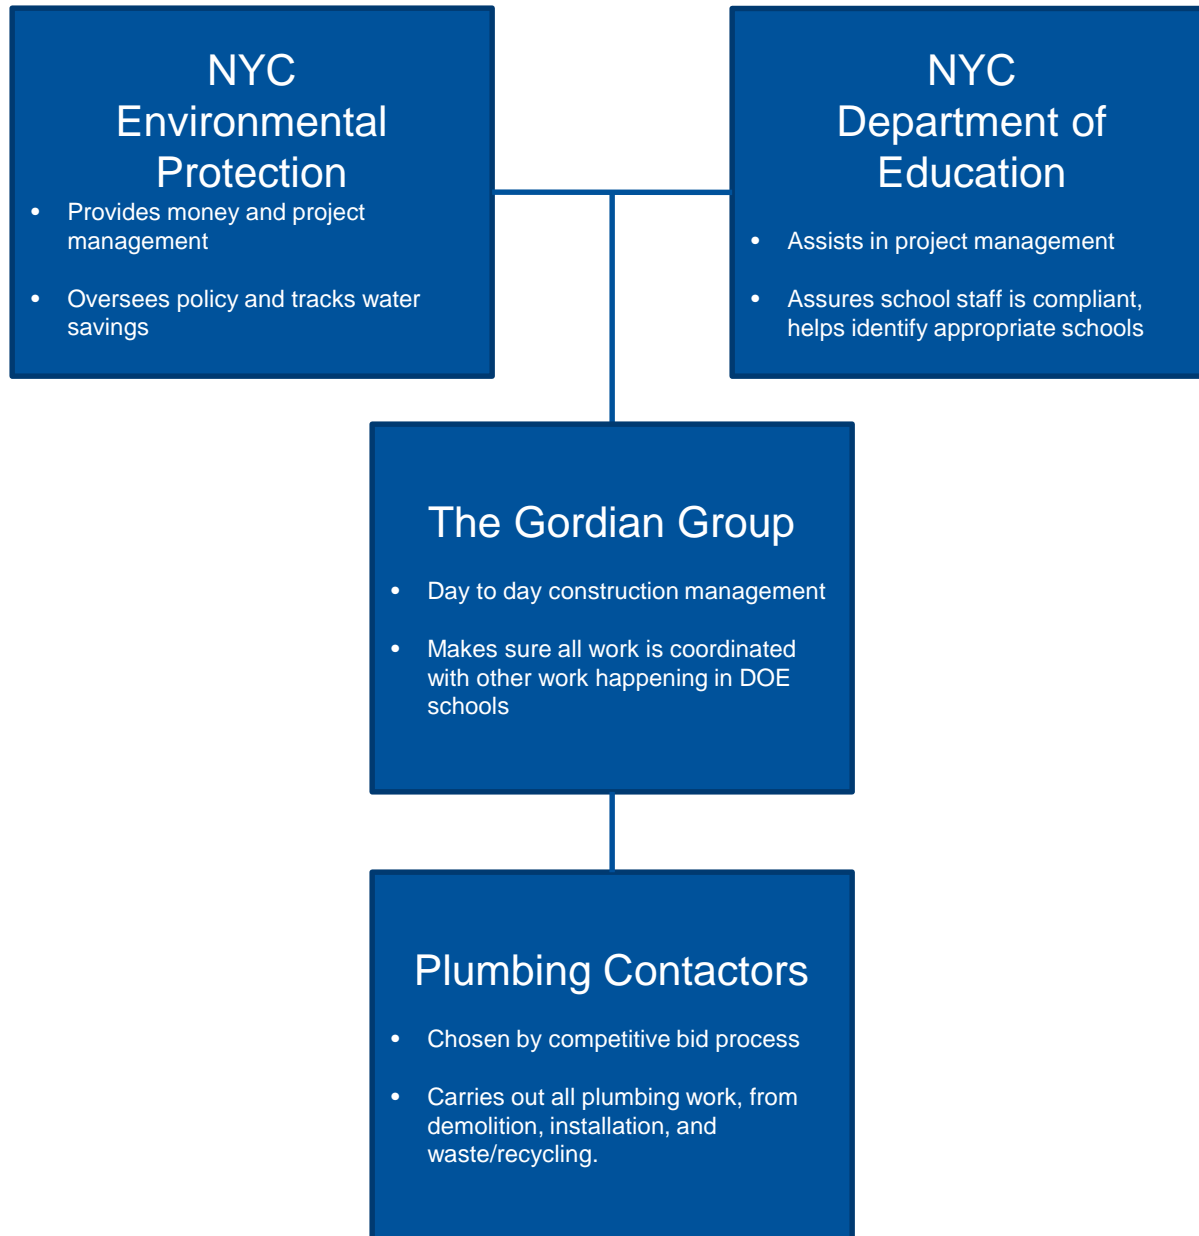 NYC
Environmental
Protection
• Provides money and project
management
• Oversees policy and tracks water
savings
NYC
Department of
Education
• Assists in project management
• Assures school staff is compliant,
helps identify appropriate schools
The Gordian Group
• Day to day construction management
• Makes sure all work is coordinated
with other work happening in DOE
schools
Plumbing Contactors
• Chosen by competitive bid process
• Carries out all plumbing work, from
demolition, installation, and
waste/recycling.